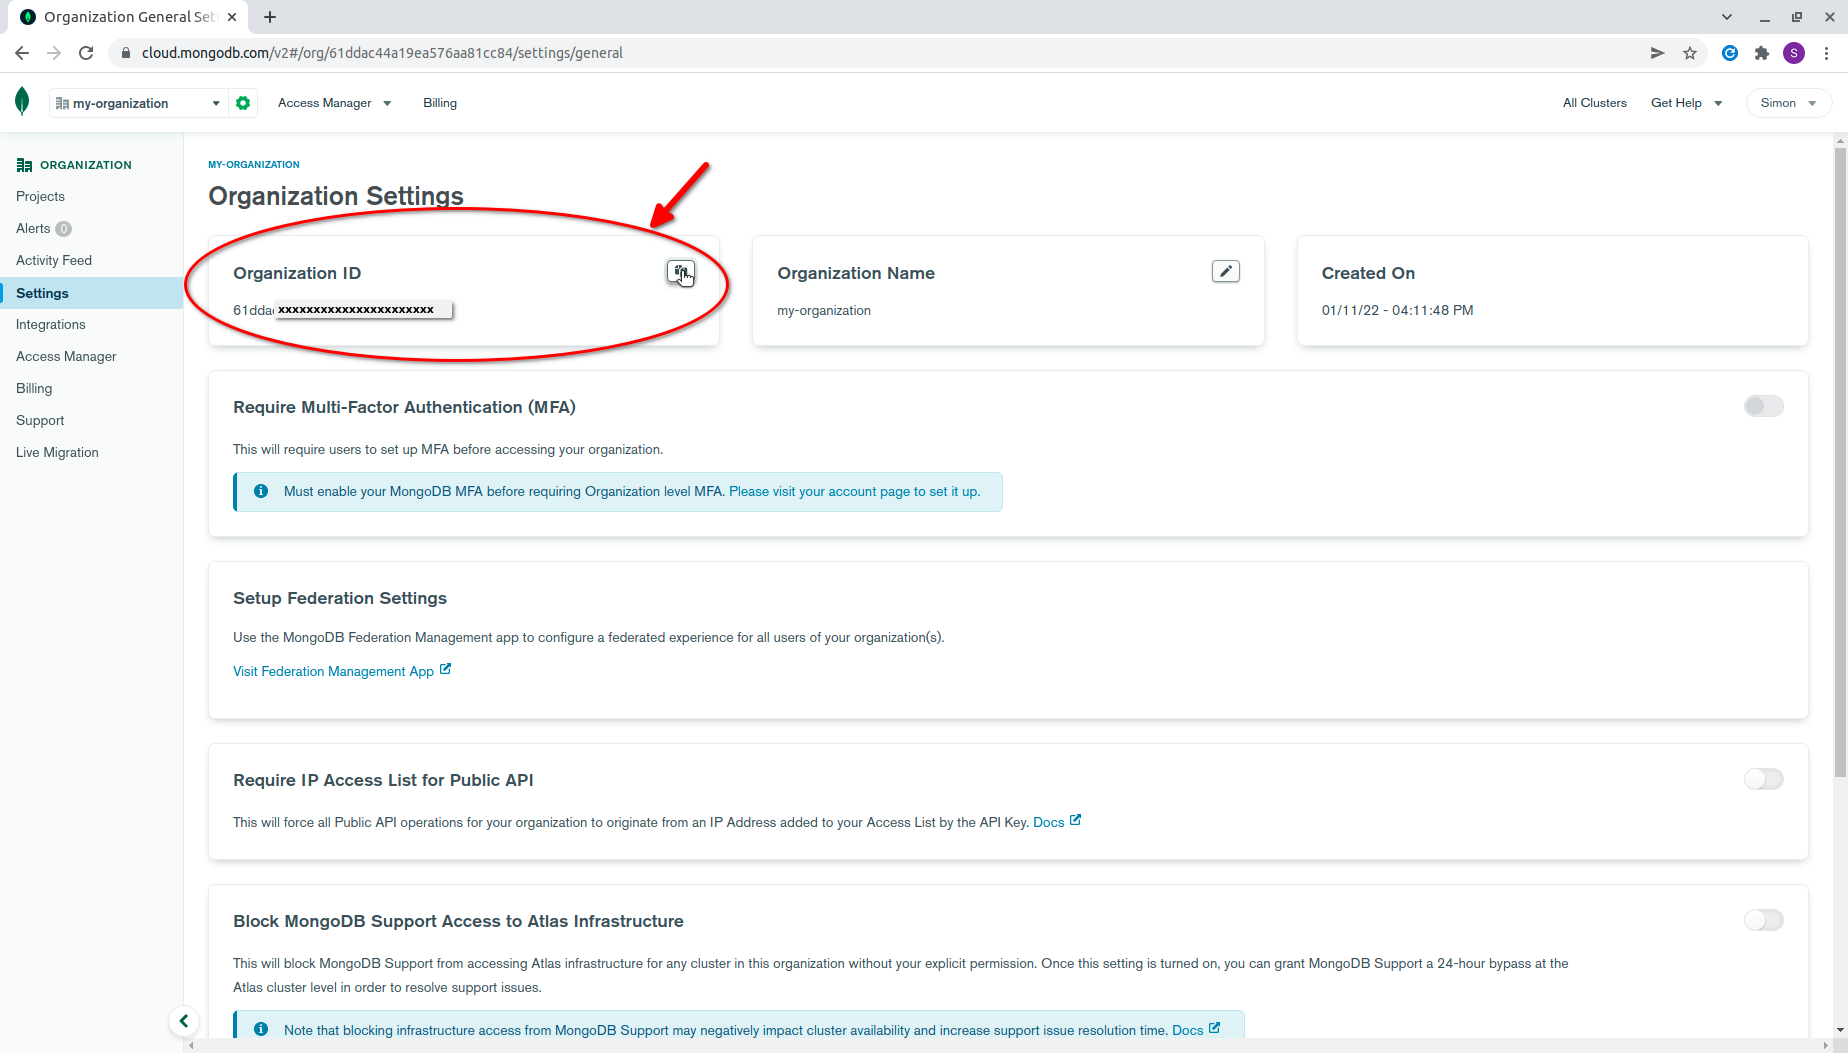 Organization General Set
cloud.mongodb.com/v2#/org/61ddac44a19ea576aa81cc84/settings/general
S
my-organization
Access Manager
Billing
All Clusters
Get Help
Simon
ORGANIZATION
Projects
Alerts 0
Activity Feed
Settings
Integrations
Access Manager
Billing
Support
Live Migration
MY-ORGANIZATION
Organization Settings
Organization ID
61ddac xxxxxxxxxxxxxxxxxxxxxx
Organization Name
my-organization
Created On
01/11/22 - 04:11:48 PM
Require Multi-Factor Authentication (MFA)
This will require users to set up MFA before accessing your organization.
Must enable your MongoDB MFA before requiring Organization level MFA. Please visit your account page to set it up.
Setup Federation Settings
Use the MongoDB Federation Management app to configure a federated experience for all users of your organization(s).
Visit Federation Management App
Require IP Access List for Public API
This will force all Public API operations for your organization to originate from an IP Address added to your Access List by the API Key. Docs
Block MongoDB Support Access to Atlas Infrastructure
This will block MongoDB Support from accessing Atlas infrastructure for any cluster in this organization without your explicit permission. Once this setting is turned on, you can grant MongoDB Support a 24-hour bypass at the
Atlas cluster level in order to resolve support issues.
Note that blocking infrastructure access from MongoDB Support may negatively impact cluster availability and increase support issue resolution time. Docs